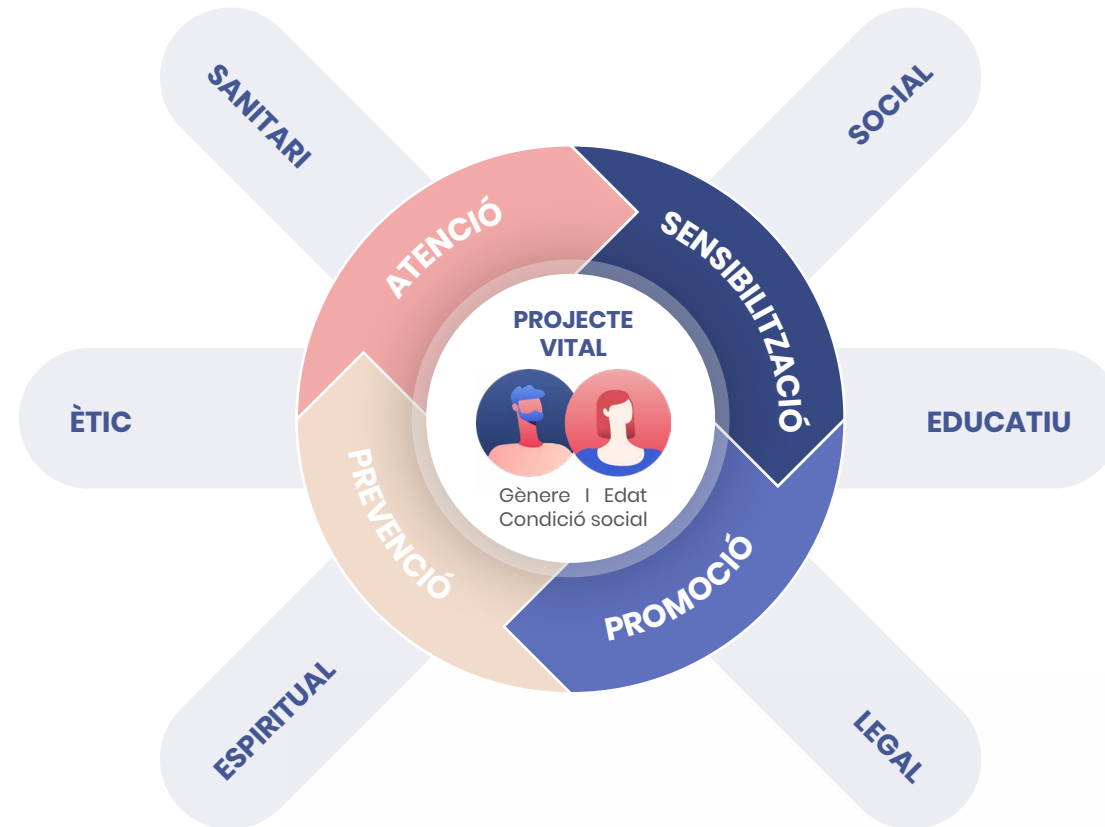 SANITARI
SOCIAL
ATENCIÓ
SENSIBILITZACIÓ
PROJECTE
VITAL
ÈTIC
EDUCATIU
Gènere I Edat
Condició social
PREVENCIÓ
PROMOCIÓ
ESPIRITUAL
LEGAL